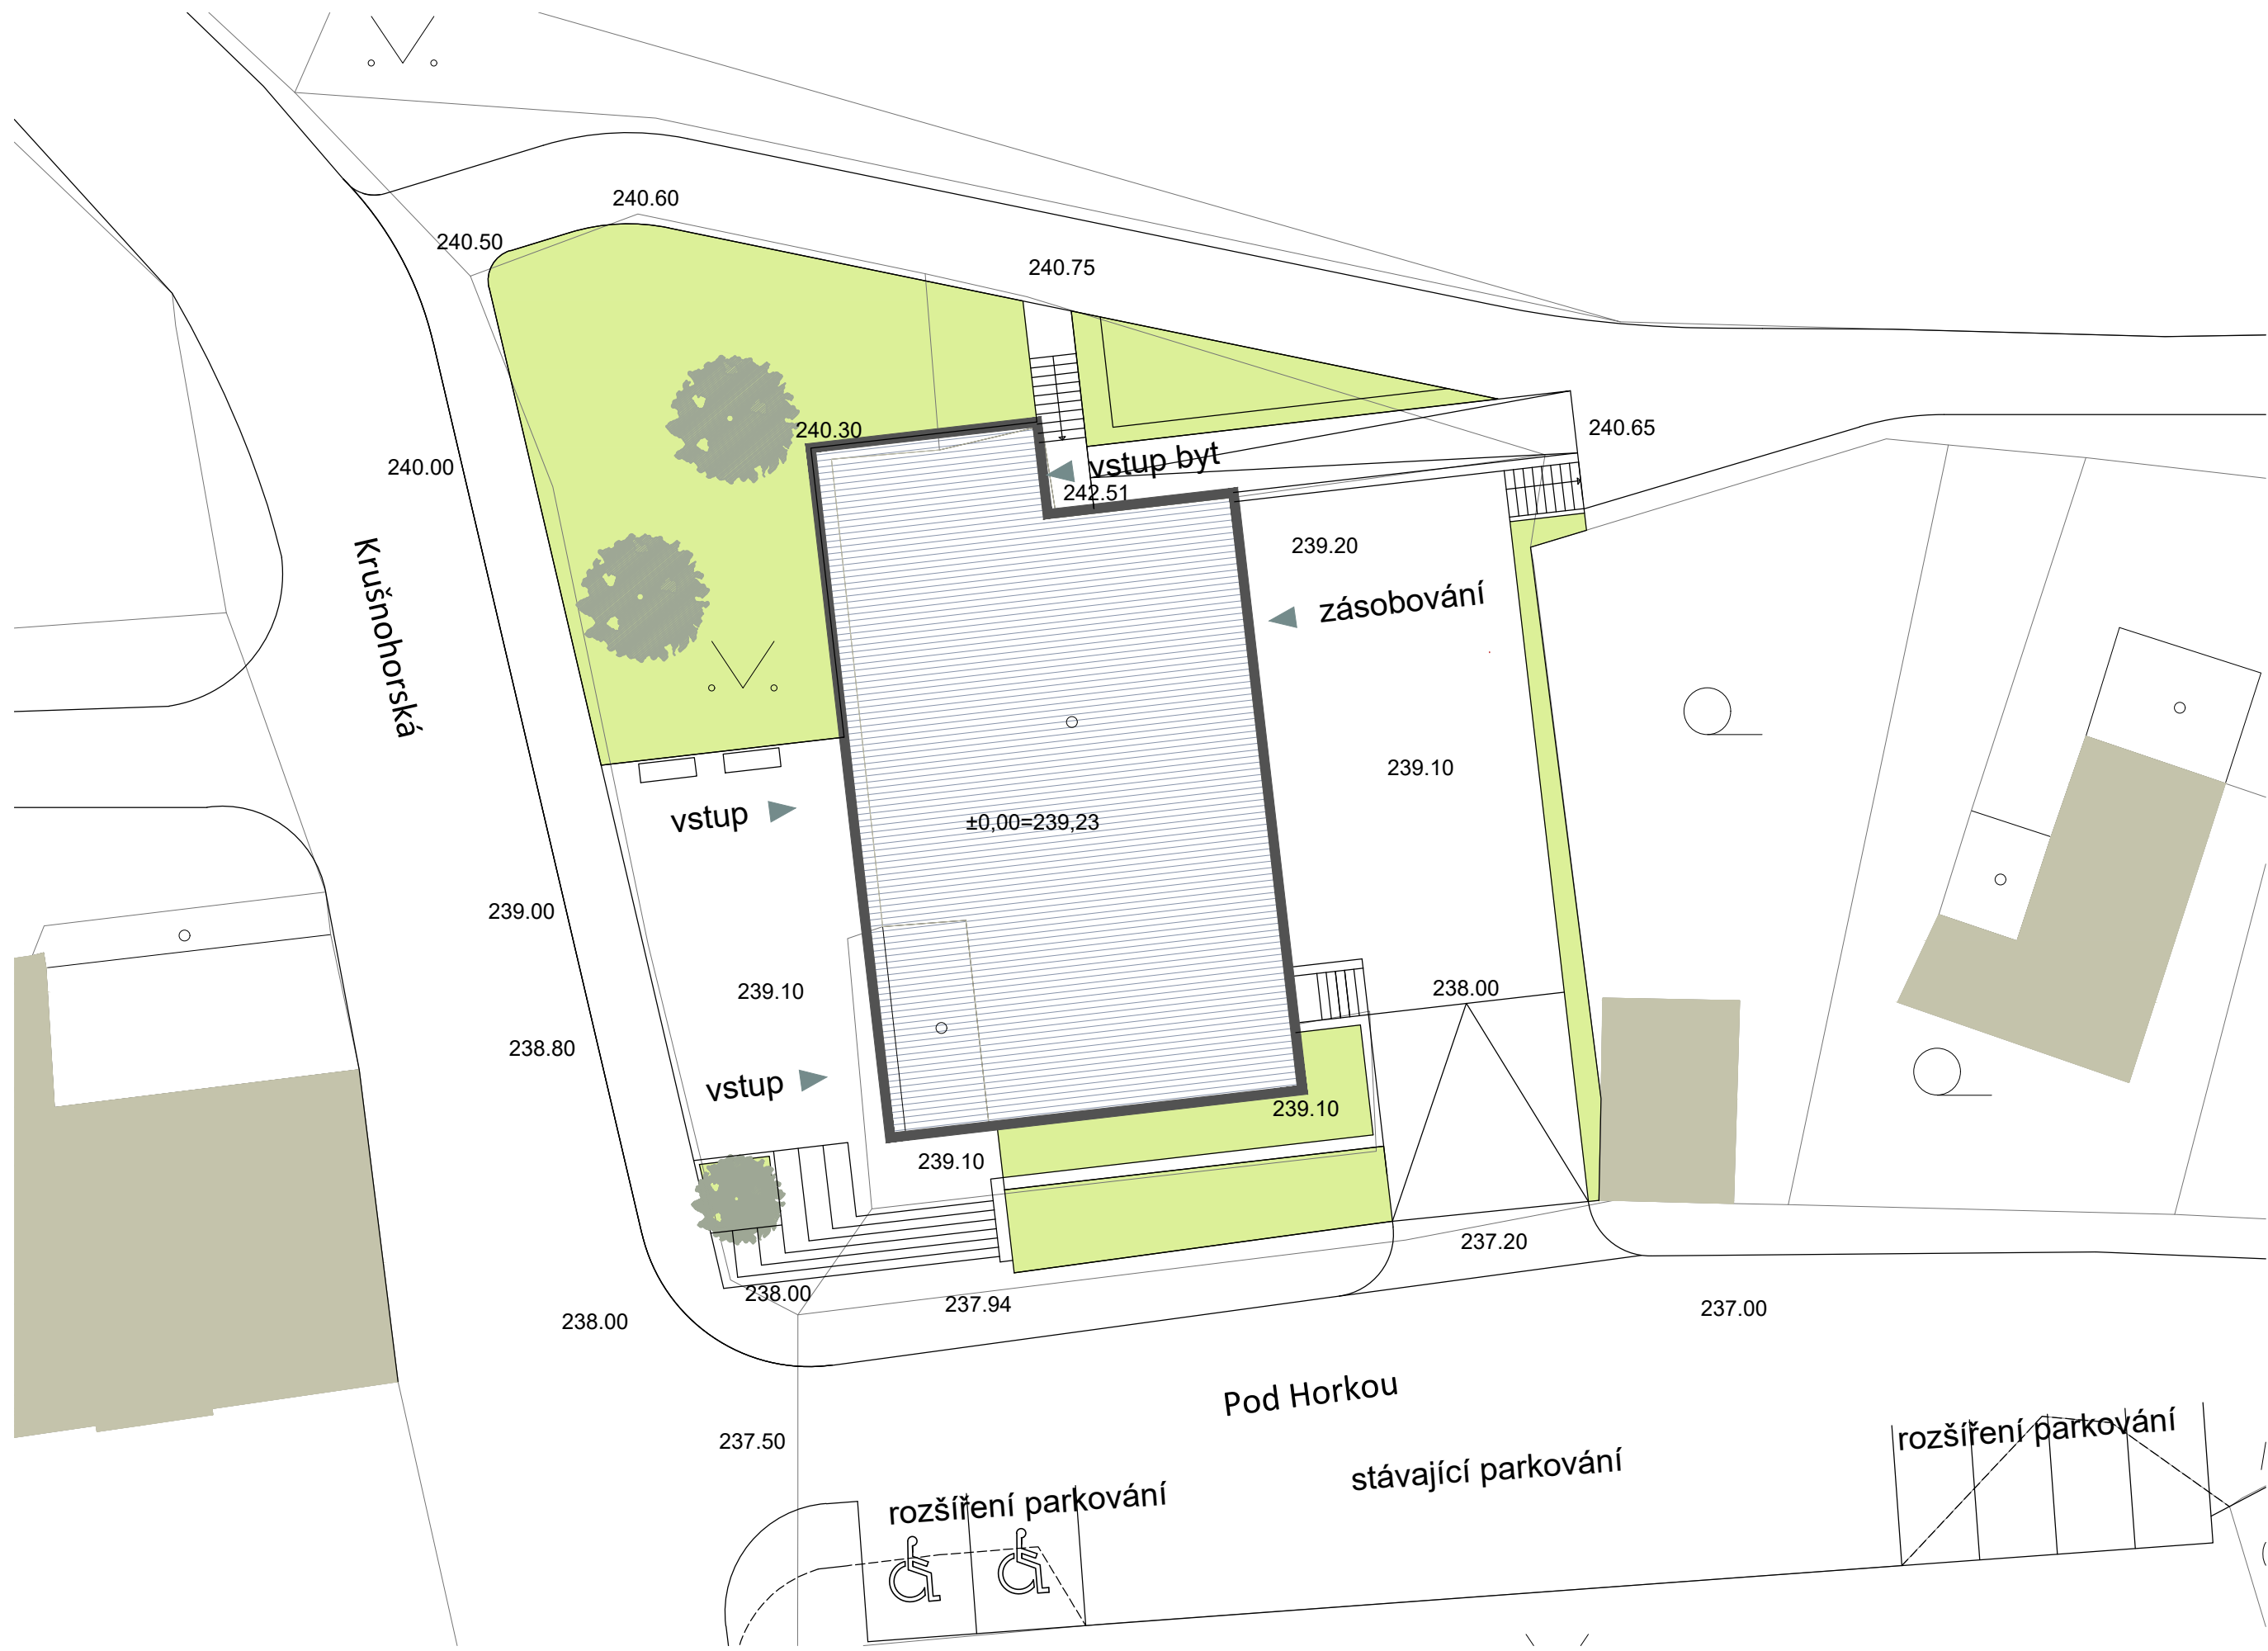 240.60
240.50
240.75
240.30
240.65
240.00
vstup byt
242.51
239.20
Krušnohorská
zásobování
239.10
vstup
±0,00=239,23
239.00
239.10
238.00
238.80
vstup
239.10
239.10
237.20
238.00
237.94
238.00
237.00
Pod Horkou
237.50
rozšíření parkování
stávající parkování
rozšíření parkování